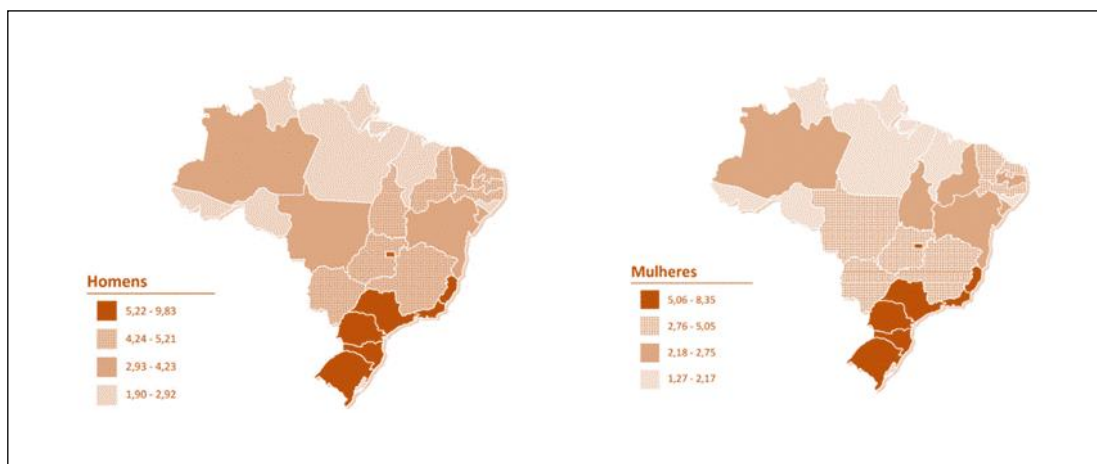 Homens
5,22 - 9,83
4,24 - 5,21
2,93 - 4,23
1,90 - 2,92
Mulheres
5,06 - 8,35
2,76 - 5,05
2,18 - 2,75
1,27 - 2,17